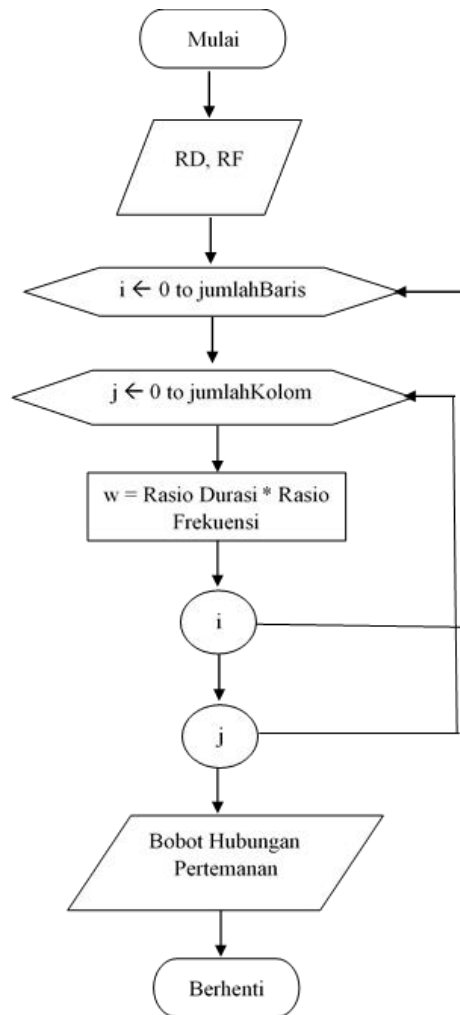 Mulai
RD, RF
i ← 0 to jumlahBaris
j ← 0 to jumlahKolom
w = Rasio Durasi * Rasio
Frekuensi
i
j
Bobot Hubungan
Pertemanan
Berhenti